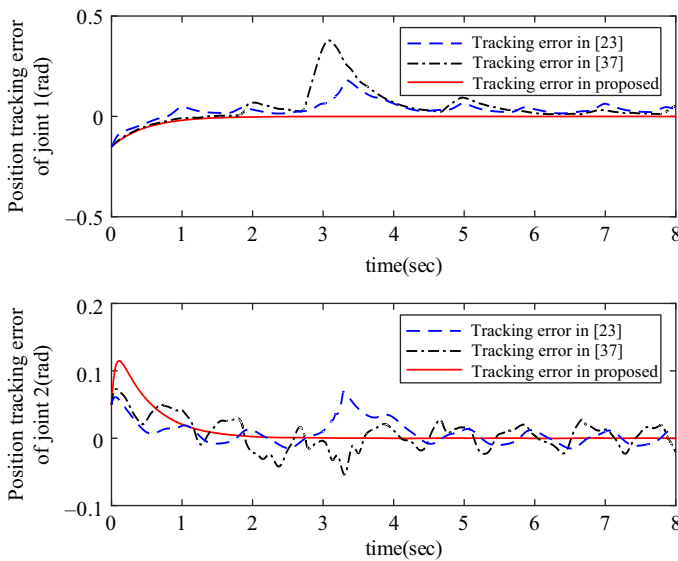 Position tracking error
of joint 1(rad)
0.5
0
−0.5
Tracking error in [23]
Tracking error in [37]
Tracking error in proposed
0 1 2 3 4 5 6 7 8
time(sec)
Position tracking error
of joint 2(rad)
0.2
0.1
0
−0.1
Tracking error in [23]
Tracking error in [37]
Tracking error in proposed
0 1 2 3 4 5 6 7 8
time(sec)